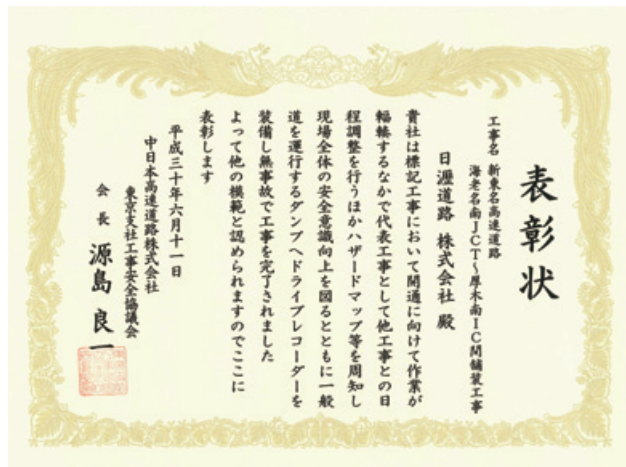 表彰状
工事名 新東名高速道路
海老名南JCT～厚木南IC間舗装工事
日瀝道路 株式会社 殿
貴社は標記工事において開通に向けて作業が
輻輳するなかで代表工事として他工事との日
程調整を行うほかハザードマップ等を周知し
現場全体の安全意識向上を図るとともに一般
道を運行するダンプへドライブレコーダーを
装備し無事故で工事を完了されました
よって他の模範と認められますのでここに
表彰します
平成三十年六月十一日
中日本高速道路株式会社
東京支社工事安全協議会
会長 源島良一